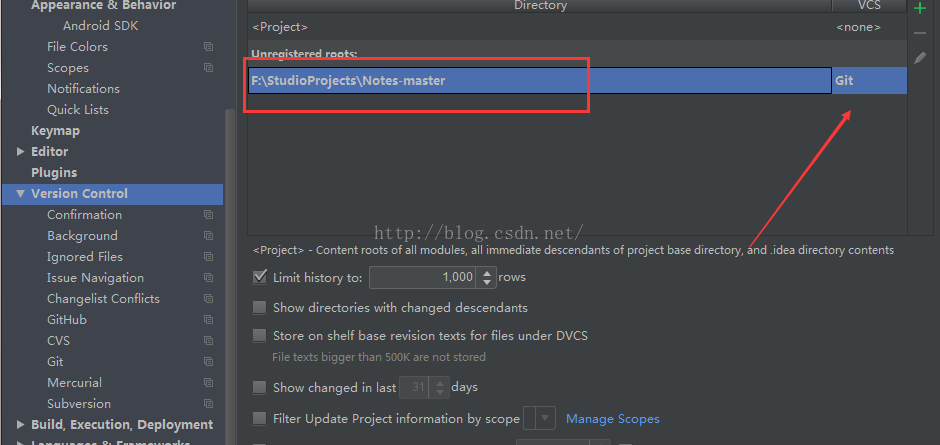 Appearance & Behavior
Android SDK
File Colors
Scopes
Notifications
Quick Lists
Keymap
Editor
Plugins
Version Control
Confirmation
Background
Ignored Files
Issue Navigation
Changelist Conflicts
GitHub
CVS
Git
Mercurial
Subversion
Build, Execution, Deployment
Languages & Frameworks
Directory VCS
<Project> <none>
Unregistered roots:
F:\StudioProjects\Notes-master Git
http://blog.csdn.net/
<Project> - Content roots of all modules, all immediate descendants of project base directory, and .idea directory contents
Limit history to: 1,000 rows
Show directories with changed descendants
Store on shelf base revision texts for files under DVCS
File texts bigger than 500K are not stored
Show changed in last 31 days
Filter Update Project information by scope Manage Scopes